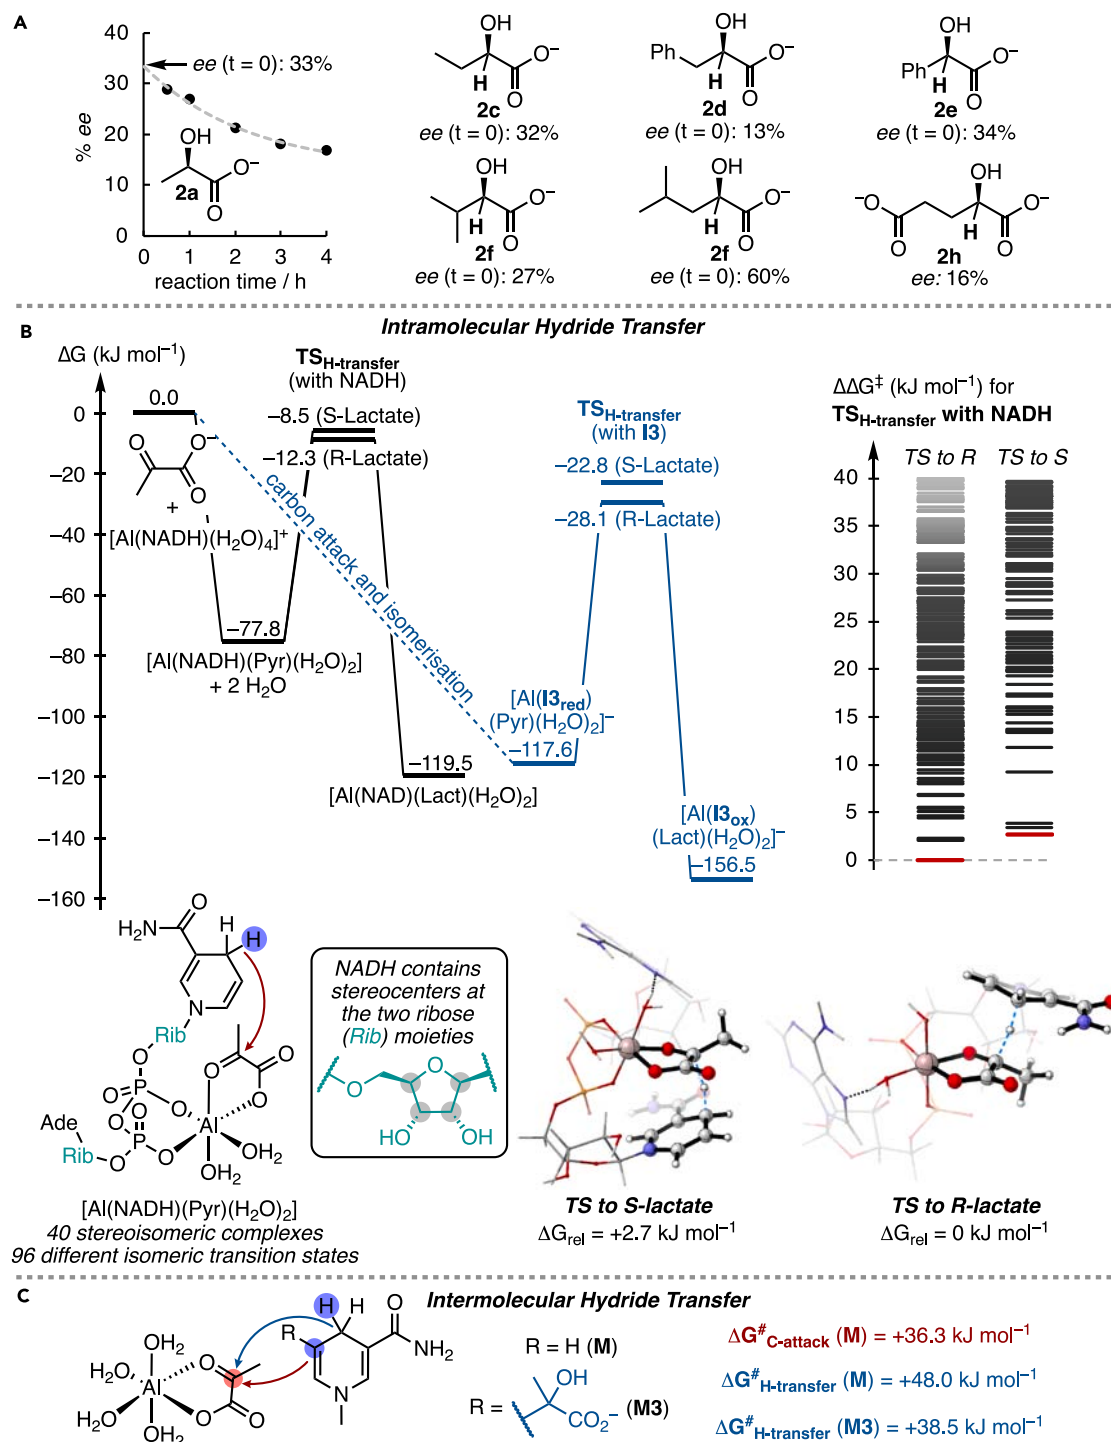 A
40
30
20
10
0
% ee
0 1 2 3 4
reaction time / h
ee (t = 0): 33%
OH
O⁻
O
2a
OH
O⁻
H
O
2c
ee (t = 0): 32%
OH
Ph
O⁻
H
O
2d
ee (t = 0): 13%
OH
Ph
O⁻
H
O
2e
ee (t = 0): 34%
OH
O⁻
H
O
2f
ee (t = 0): 27%
OH
O⁻
H
O
2f
ee (t = 0): 60%
OH
⁻O
O⁻
O
H
O
2h
ee: 16%
B
Intramolecular Hydride Transfer
ΔG (kJ mol⁻¹)
0
−20
−40
−60
−80
−100
−120
−140
−160
0.0
O
O⁻
O
+
[Al(NADH)(H₂O)₄]⁺
−77.8
[Al(NADH)(Pyr)(H₂O)₂]
+ 2 H₂O
TS_H-transfer
(with NADH)
−8.5 (S-Lactate)
−12.3 (R-Lactate)
carbon attack and isomerisation
−119.5
[Al(NAD)(Lact)(H₂O)₂]
TS_H-transfer
(with I3)
−22.8 (S-Lactate)
−28.1 (R-Lactate)
[Al(I3_red)
(Pyr)(H₂O)₂]⁻
−117.6
[Al(I3_ox)
(Lact)(H₂O)₂]⁻
−156.5
ΔΔG‡ (kJ mol⁻¹) for
TS_H-transfer with NADH
TS to R TS to S
40
35
30
25
20
15
10
5
0
O
H₂N
H
H
N
Rib
O
O
O
O
O
P
O
O
P
O
O
O
Al
Ade
Rib
O
O
OH₂
OH₂
[Al(NADH)(Pyr)(H₂O)₂]
40 stereoisomeric complexes
96 different isomeric transition states
NADH contains
stereocenters at
the two ribose
(Rib) moieties
O
O
HO
OH
TS to S-lactate
ΔG_rel = +2.7 kJ mol⁻¹
TS to R-lactate
ΔG_rel = 0 kJ mol⁻¹
C
Intermolecular Hydride Transfer
OH₂
H₂O
H₂O
Al
H₂O
OH₂
O
O
O
H
H
O
R
NH₂
N
R = H (M)
R =
OH
CO₂⁻
(M3)
ΔG^#_C-attack (M) = +36.3 kJ mol⁻¹
ΔG^#_H-transfer (M) = +48.0 kJ mol⁻¹
ΔG^#_H-transfer (M3) = +38.5 kJ mol⁻¹